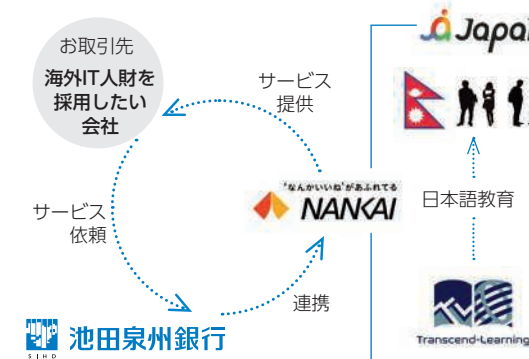 お取引先
海外IT人財を
採用したい
会社
サービス
提供
サービス
依頼
連携
池田泉州銀行
SIHD
"なんかいいね"があふれてる
NANKAI
Japan
日本語教育
Transcend-Learning